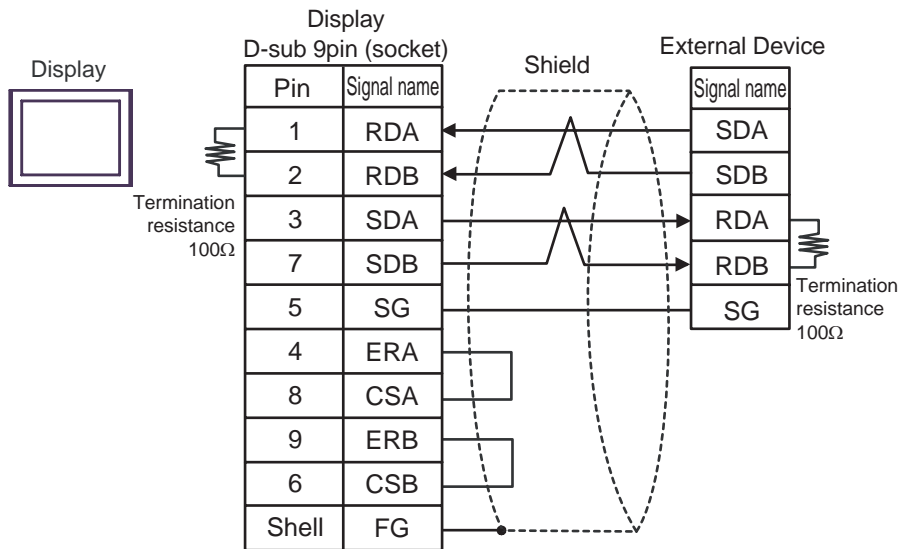 Display
Display
D-sub 9pin (socket)
Shield
External Device
Pin Signal name
1 RDA
2 RDB
3 SDA
7 SDB
5 SG
4 ERA
8 CSA
9 ERB
6 CSB
Shell FG
Termination
resistance
100Ω
Signal name
SDA
SDB
RDA
RDB
SG
Termination
resistance
100Ω